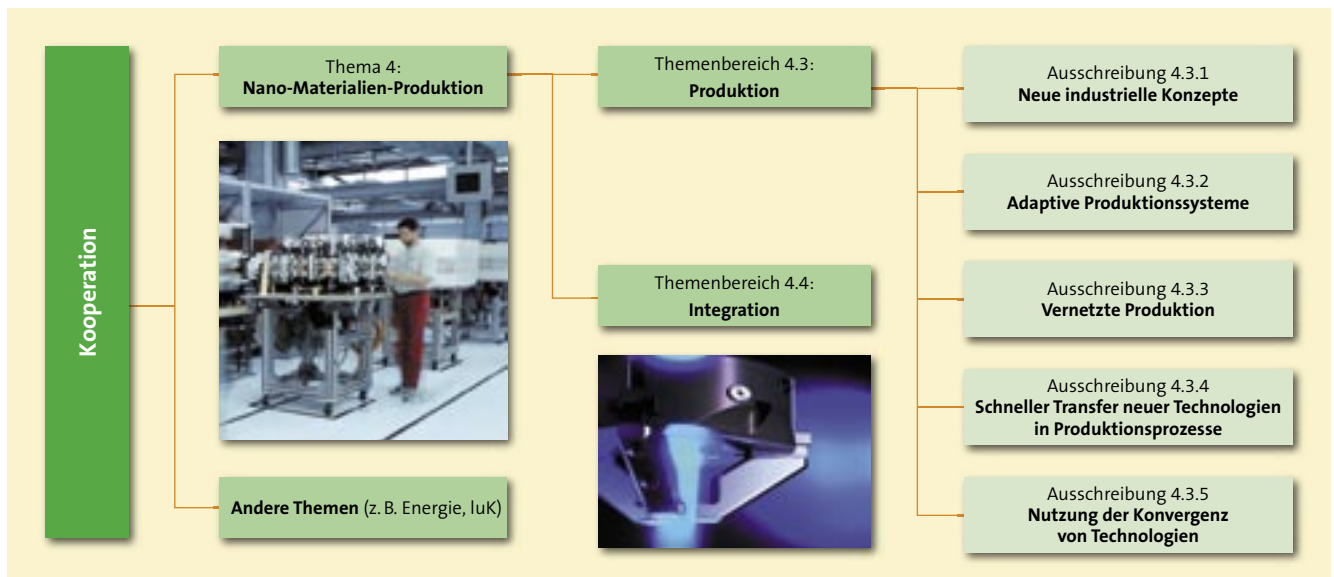 Kooperation
Thema 4:
Nano-Materialien-Produktion
Andere Themen (z. B. Energie, IuK)
Themenbereich 4.3:
Produktion
Themenbereich 4.4:
Integration
Ausschreibung 4.3.1
Neue industrielle Konzepte
Ausschreibung 4.3.2
Adaptive Produktionssysteme
Ausschreibung 4.3.3
Vernetzte Produktion
Ausschreibung 4.3.4
Schneller Transfer neuer Technologien
in Produktionsprozesse
Ausschreibung 4.3.5
Nutzung der Konvergenz
von Technologien